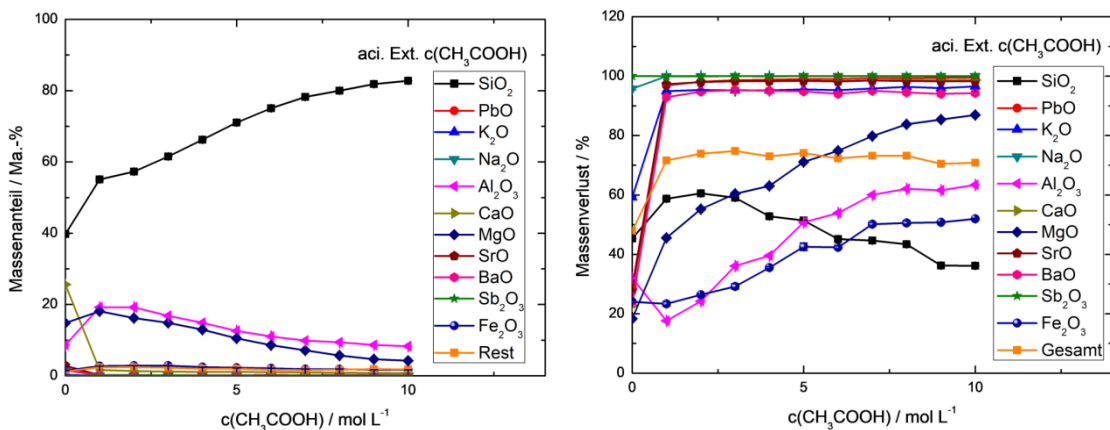 100
80
60
40
20
0
0
5
10
Massenanteil / Ma.-%
c(CH₃COOH) / mol L⁻¹
aci. Ext. c(CH₃COOH)
SiO₂
PbO
K₂O
Na₂O
Al₂O₃
CaO
MgO
SrO
BaO
Sb₂O₃
Fe₂O₃
Rest
120
100
80
60
40
20
0
0
5
10
Massenverlust / %
c(CH₃COOH) / mol L⁻¹
aci. Ext. c(CH₃COOH)
SiO₂
PbO
K₂O
Na₂O
Al₂O₃
CaO
MgO
SrO
BaO
Sb₂O₃
Fe₂O₃
Gesamt